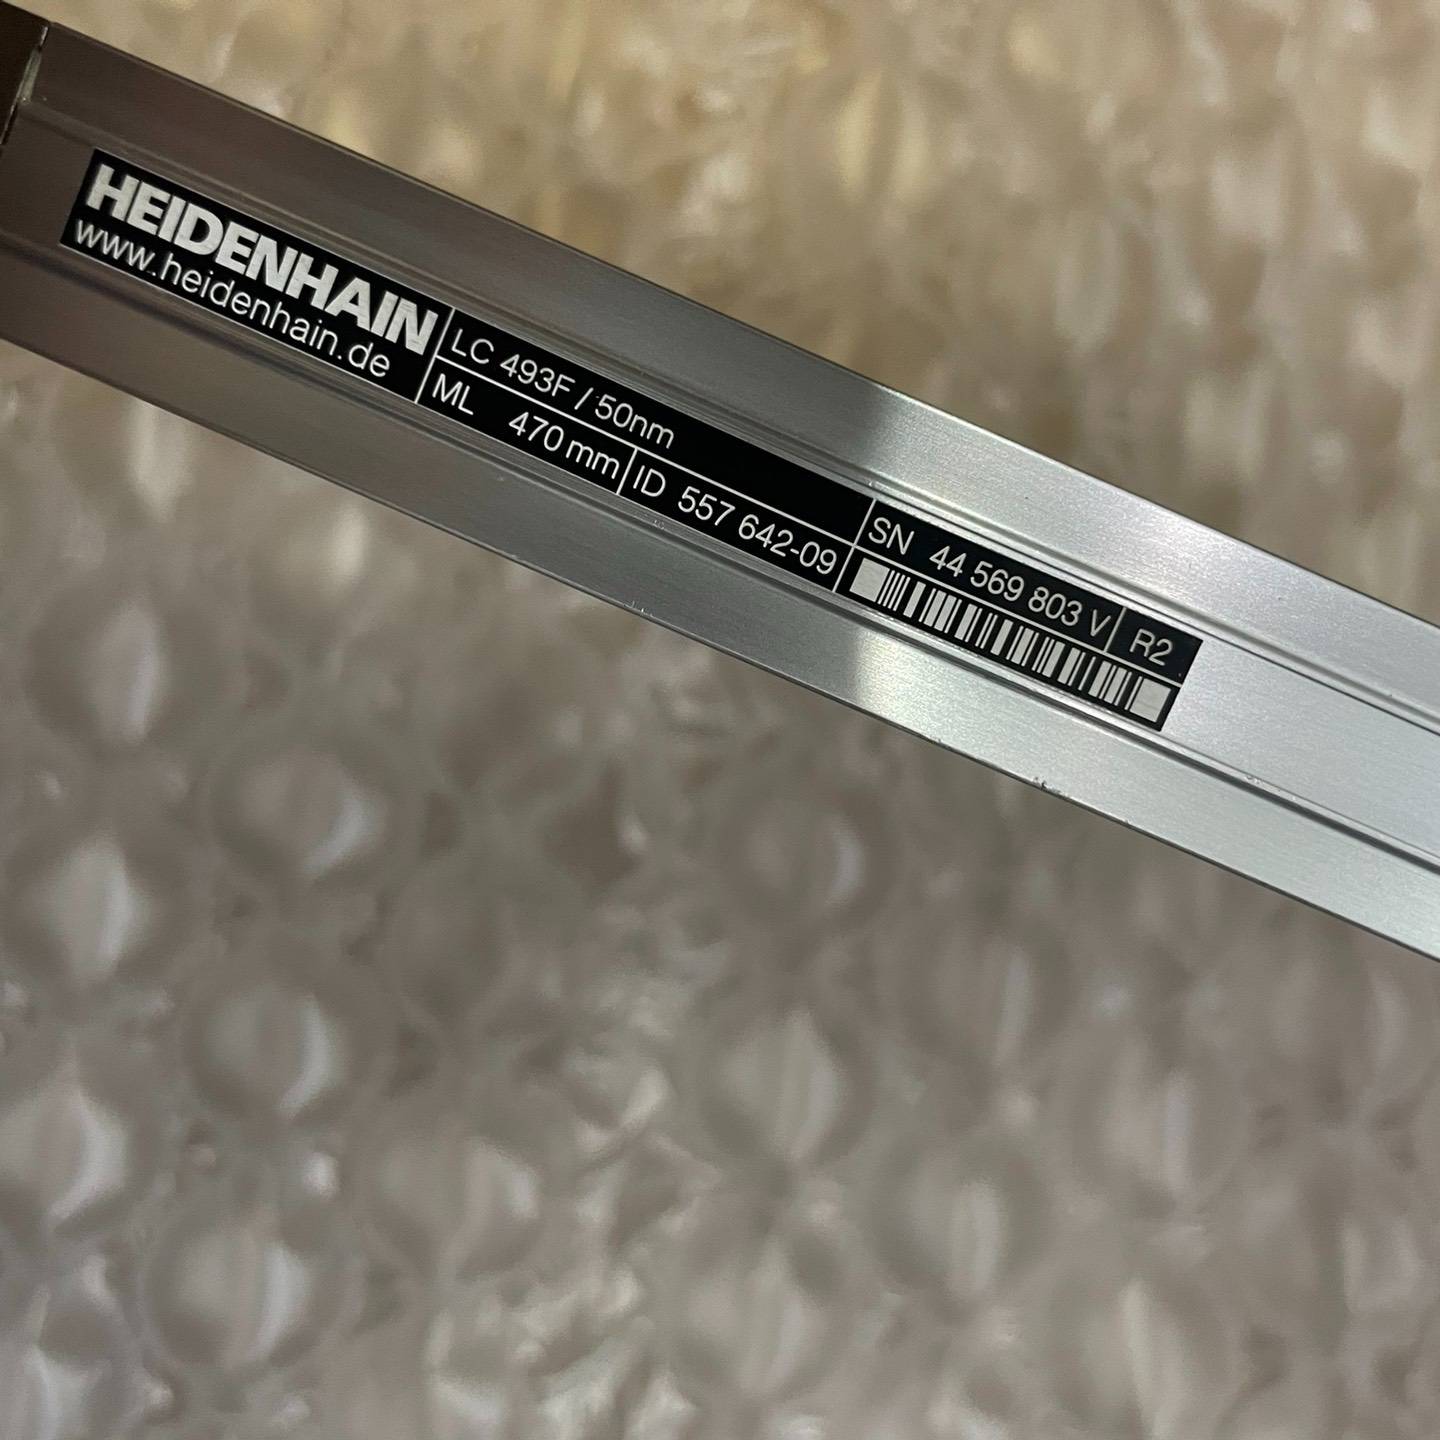 HEIDENHAIN
www.heidenhain.de
LC 493F / 50nm
ML 470 mm ID 557 642-09
SN 44 569 803 V R2